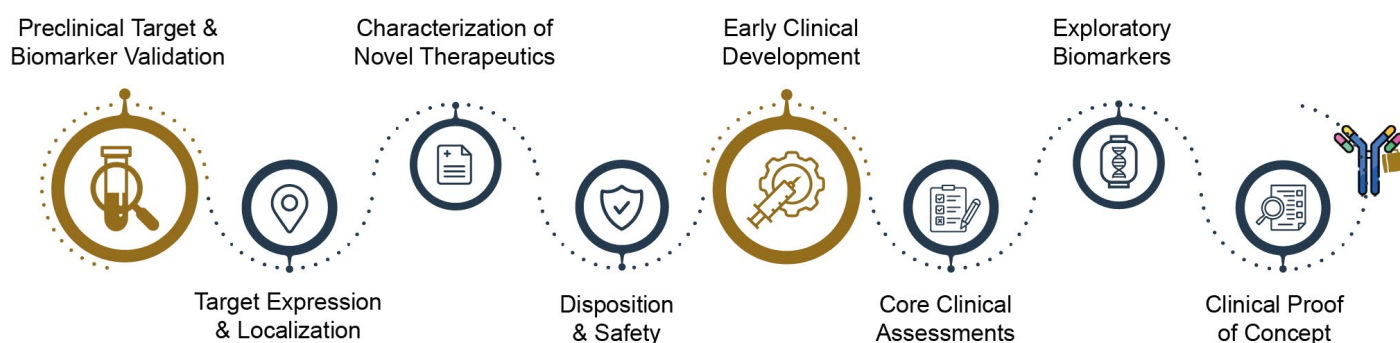 Preclinical Target &
Biomarker Validation
Target Expression
& Localization
Characterization of
Novel Therapeutics
Disposition
& Safety
Early Clinical
Development
Core Clinical
Assessments
Exploratory
Biomarkers
Clinical Proof
of Concept